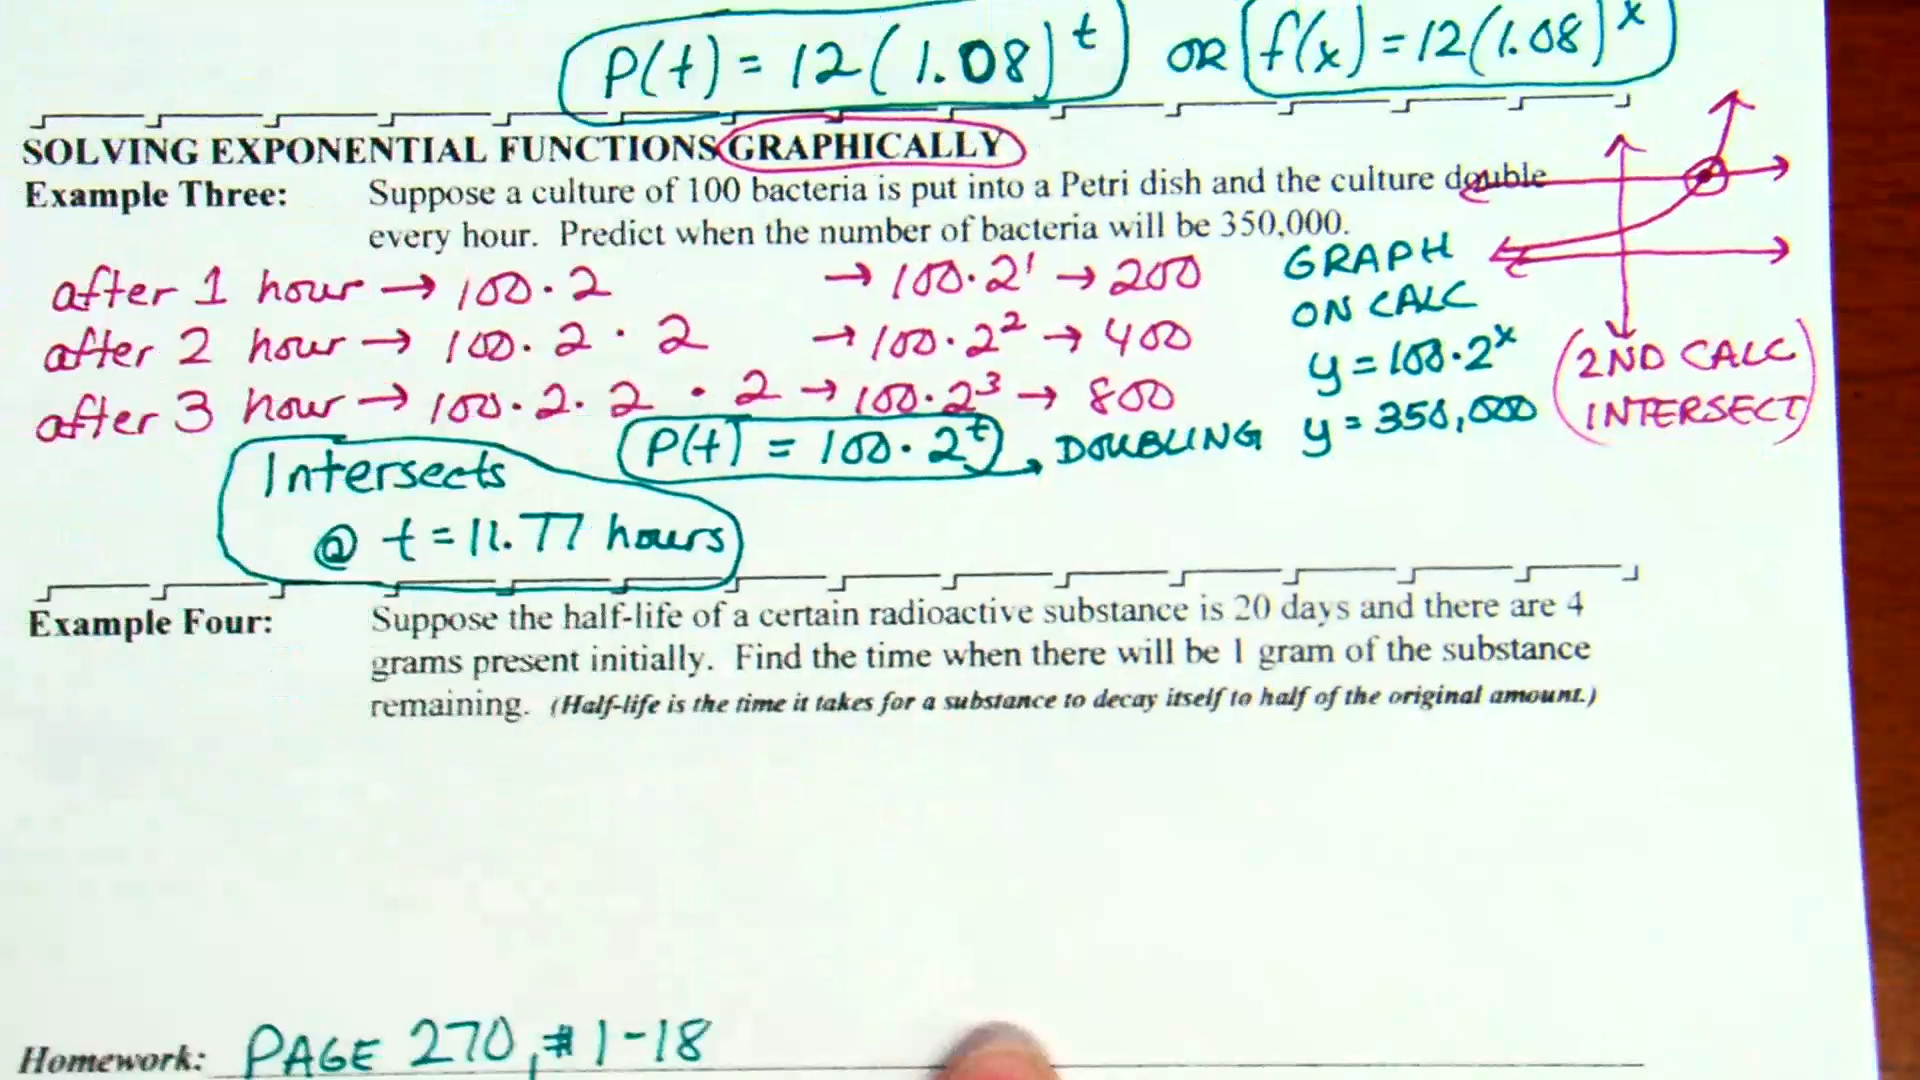 P(t) = 12(1.08)^t OR f(x) = 12(1.08)^x
SOLVING EXPONENTIAL FUNCTIONS GRAPHICALLY
Example Three: Suppose a culture of 100 bacteria is put into a Petri dish and the culture double
every hour. Predict when the number of bacteria will be 350,000.
after 1 hour → 100·2 → 100·2^1 → 200
after 2 hour → 100·2·2 → 100·2^2 → 400
after 3 hour → 100·2·2·2 → 100·2^3 → 800
P(t) = 100·2^t → DOUBLING
GRAPH
ON CALC
y = 100·2^x
y = 350,000
(2ND CALC
INTERSECT)
Intersects
@ t = 11.77 hours
Example Four: Suppose the half-life of a certain radioactive substance is 20 days and there are 4
grams present initially. Find the time when there will be 1 gram of the substance
remaining. (Half-life is the time it takes for a substance to decay itself to half of the original amount.)
Homework: PAGE 270, # 1-18